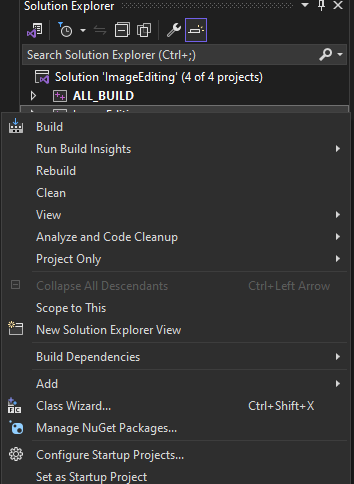 Solution Explorer
Search Solution Explorer (Ctrl+;)
Solution 'ImageEditing' (4 of 4 projects)
ALL_BUILD
Build
Run Build Insights
Rebuild
Clean
View
Analyze and Code Cleanup
Project Only
Collapse All Descendants Ctrl+Left Arrow
Scope to This
New Solution Explorer View
Build Dependencies
Add
Class Wizard... Ctrl+Shift+X
Manage NuGet Packages...
Configure Startup Projects...
Set as Startup Project